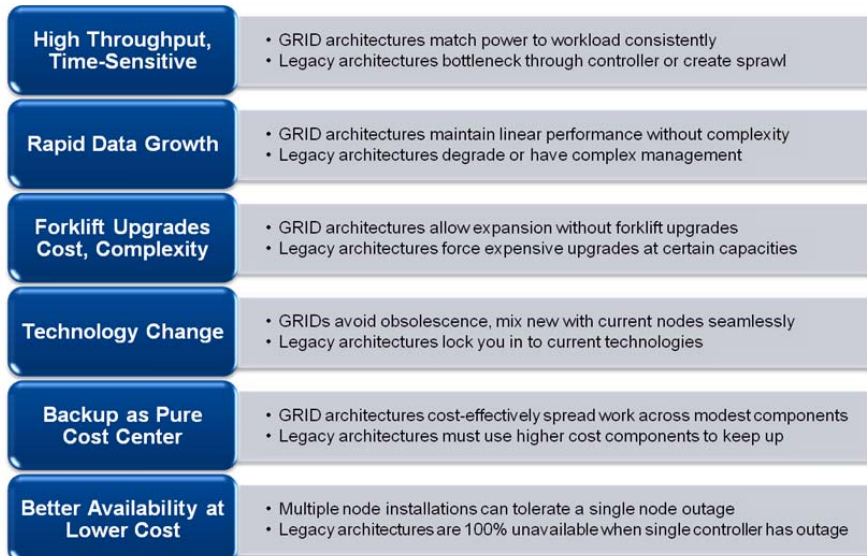 High Throughput,
Time-Sensitive
• GRID architectures match power to workload consistently
• Legacy architectures bottleneck through controller or create sprawl
Rapid Data Growth
• GRID architectures maintain linear performance without complexity
• Legacy architectures degrade or have complex management
Forklift Upgrades
Cost, Complexity
• GRID architectures allow expansion without forklift upgrades
• Legacy architectures force expensive upgrades at certain capacities
Technology Change
• GRIDs avoid obsolescence, mix new with current nodes seamlessly
• Legacy architectures lock you in to current technologies
Backup as Pure
Cost Center
• GRID architectures cost-effectively spread work across modest components
• Legacy architectures must use higher cost components to keep up
Better Availability at
Lower Cost
• Multiple node installations can tolerate a single node outage
• Legacy architectures are 100% unavailable when single controller has outage